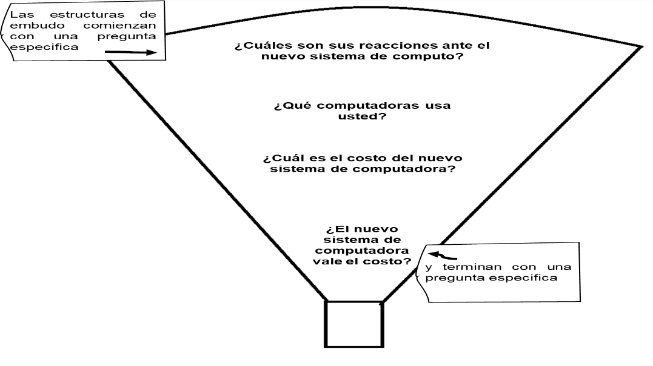 Las estructuras de
embudo comienzan
con una pregunta
especifica
¿Cuáles son sus reacciones ante el
nuevo sistema de computo?
¿Qué computadoras usa
usted?
¿Cuál es el costo del nuevo
sistema de computadora?
¿El nuevo
sistema de
computadora
vale el costo?
y terminan con una
pregunta especifica